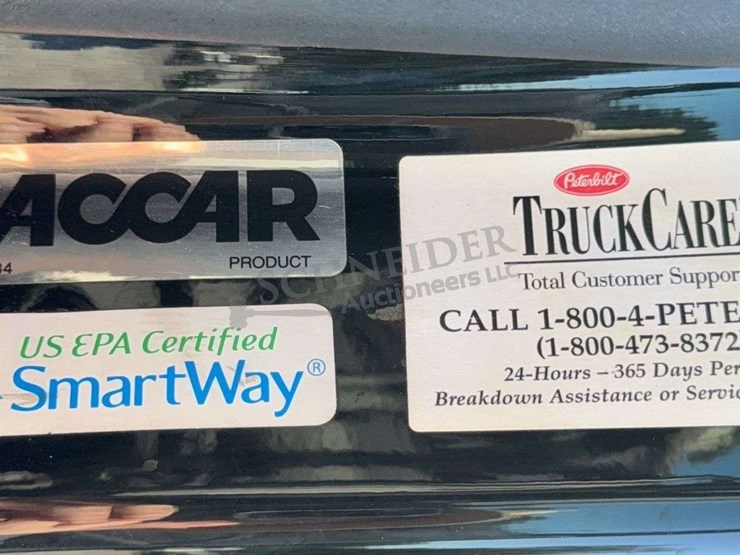 ACCAR
34
PRODUCT
US EPA Certified
SmartWay®
Peterbilt
TRUCKCARE
Total Customer Suppor
CALL 1-800-4-PETE
(1-800-473-8372)
24-Hours – 365 Days Per
Breakdown Assistance or Servic
SCHNEIDER
Auctioneers LLC